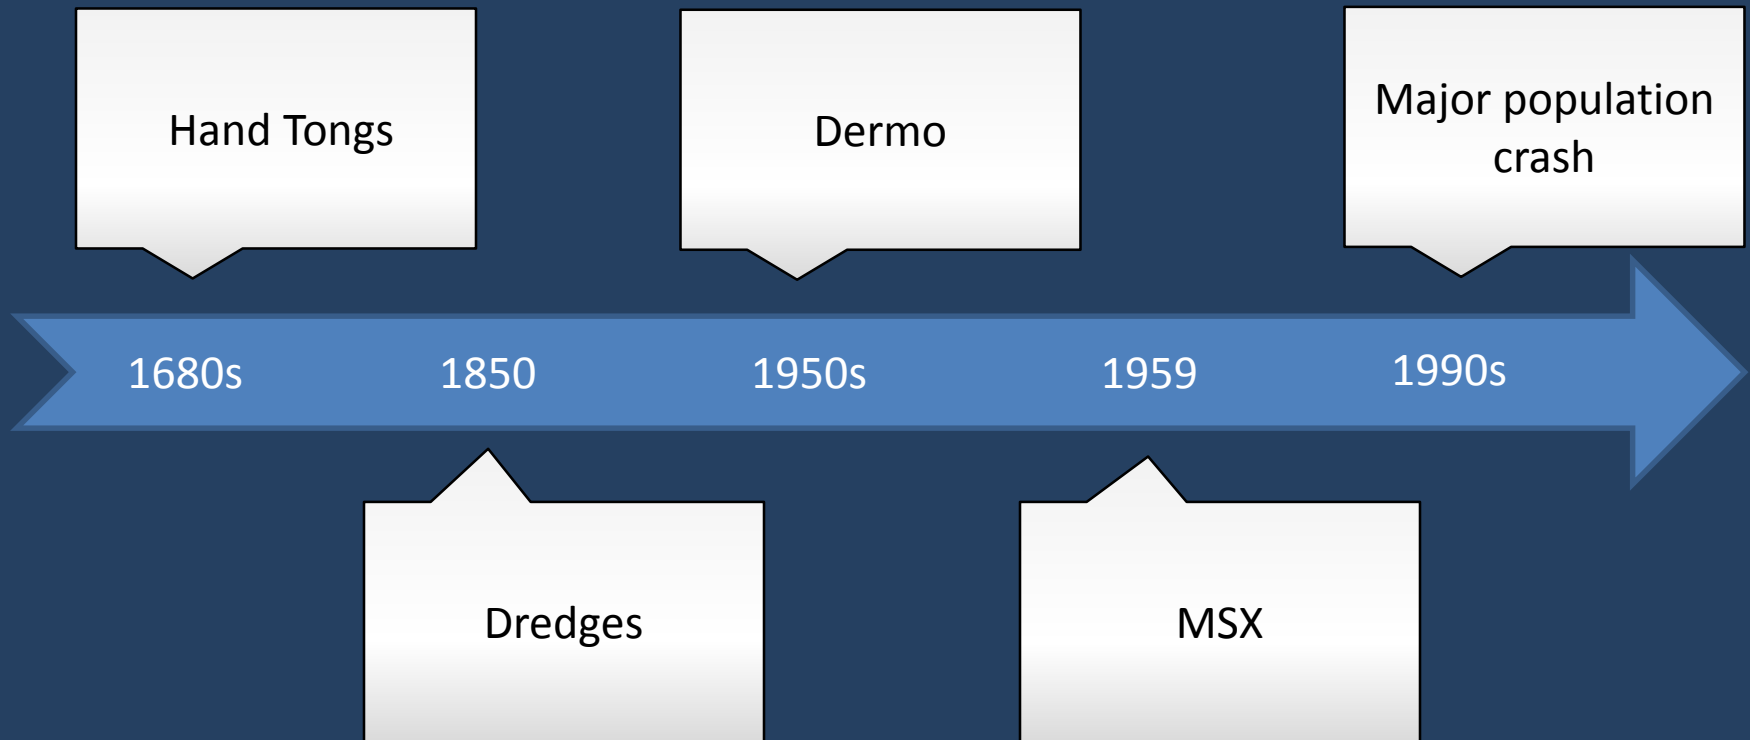 Hand Tongs
Dermo
Major population
crash
1680s
1850
1950s
1959
1990s
Dredges
MSX